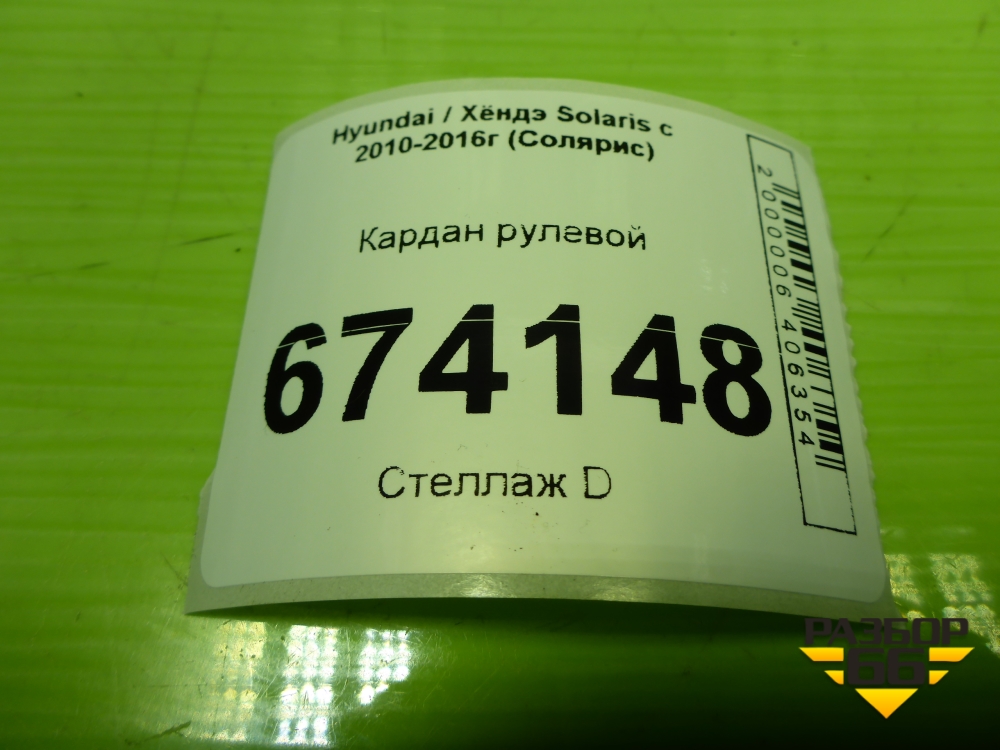 Hyundai / Хёндэ Solaris с
2010-2016г (Солярис)
Кардан рулевой
674148
Стеллаж D
2000006406354
РАЗБОР
66